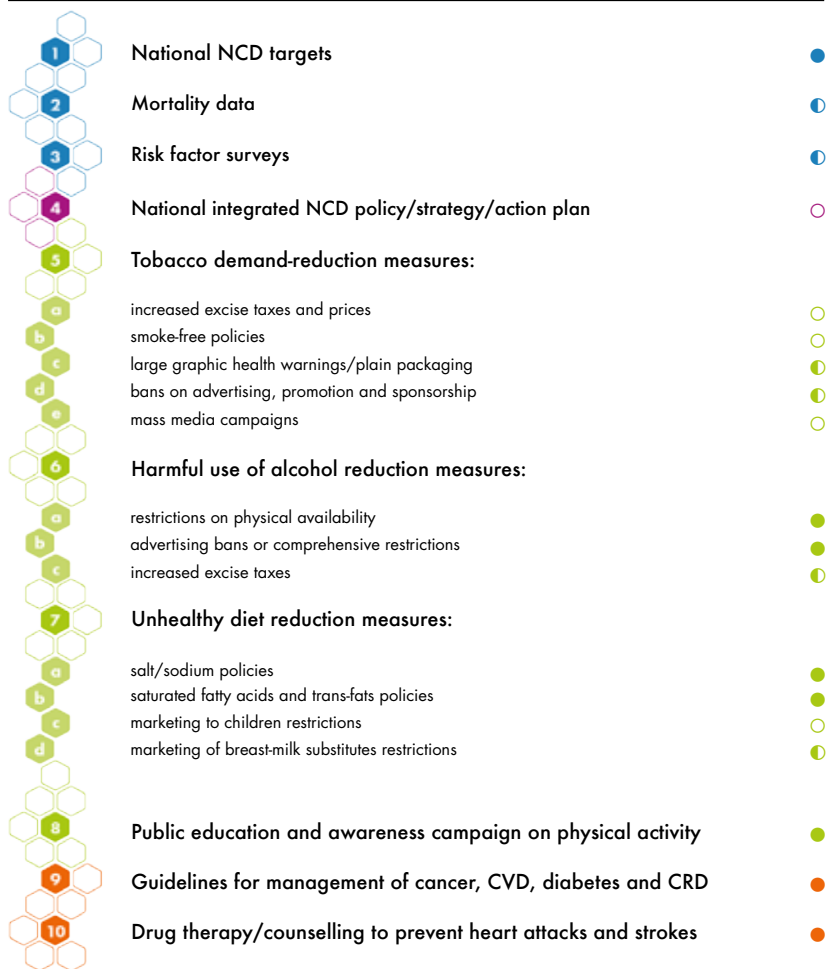 1 National NCD targets
2 Mortality data
3 Risk factor surveys
4 National integrated NCD policy/strategy/action plan
5 Tobacco demand-reduction measures:
a increased excise taxes and prices
b smoke-free policies
c large graphic health warnings/plain packaging
d bans on advertising, promotion and sponsorship
e mass media campaigns
6 Harmful use of alcohol reduction measures:
a restrictions on physical availability
b advertising bans or comprehensive restrictions
c increased excise taxes
7 Unhealthy diet reduction measures:
a salt/sodium policies
b saturated fatty acids and trans-fats policies
c marketing to children restrictions
d marketing of breast-milk substitutes restrictions
8 Public education and awareness campaign on physical activity
9 Guidelines for management of cancer, CVD, diabetes and CRD
10 Drug therapy/counselling to prevent heart attacks and strokes